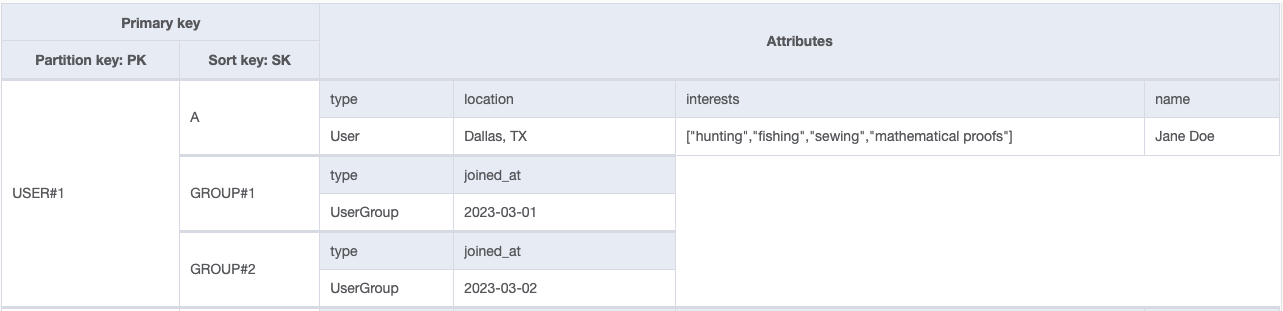 Primary key
Attributes
Partition key: PK Sort key: SK
type location interests name
A
User Dallas, TX ["hunting","fishing","sewing","mathematical proofs"] Jane Doe
type joined_at
USER#1 GROUP#1
UserGroup 2023-03-01
type joined_at
GROUP#2
UserGroup 2023-03-02